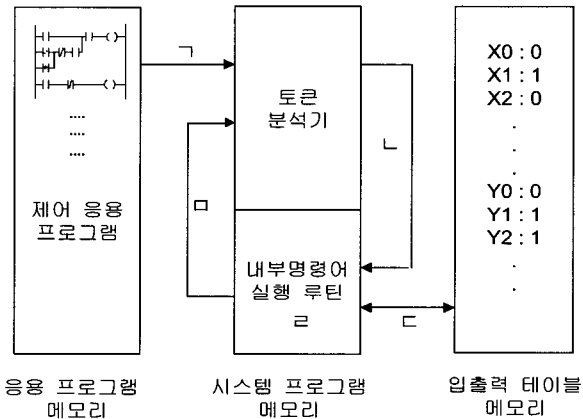 ....
....
....
제어 응용
프로그램
ㄱ
토큰
분석기
ㄴ
ㅁ
내부명령어
실행 루틴
ㄹ
ㄷ
X0 : 0
X1 : 1
X2 : 0
.
.
.
Y0 : 0
Y1 : 1
Y2 : 1
.
.
응용 프로그램
메모리
시스템 프로그램
메모리
입출력 테이블
메모리